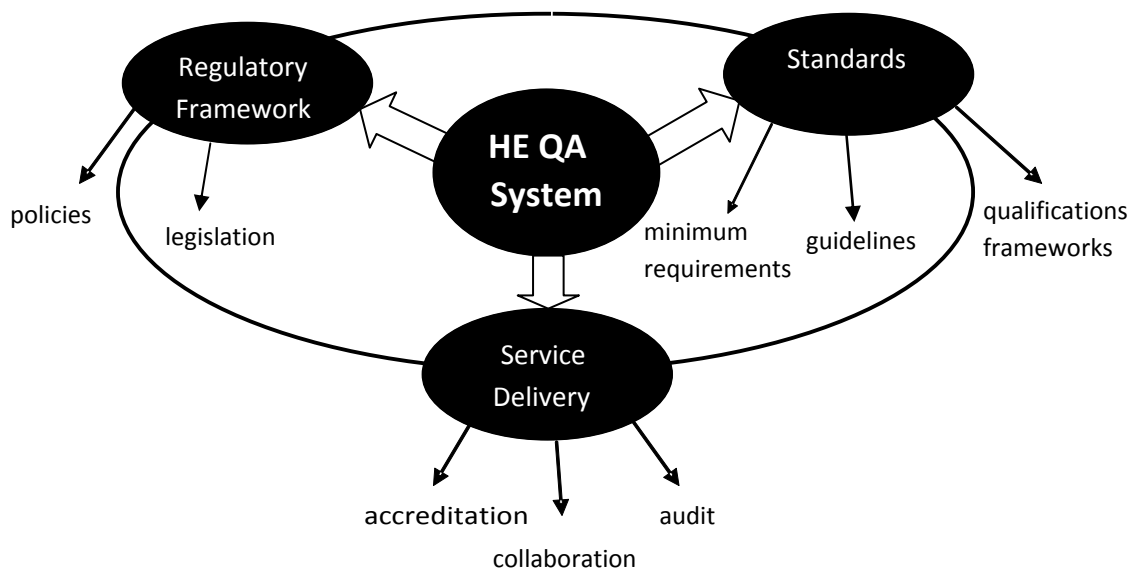 Regulatory
Framework
Standards
HE QA
System
policies
legislation
minimum
requirements
guidelines
qualifications
frameworks
Service
Delivery
accreditation
audit
collaboration